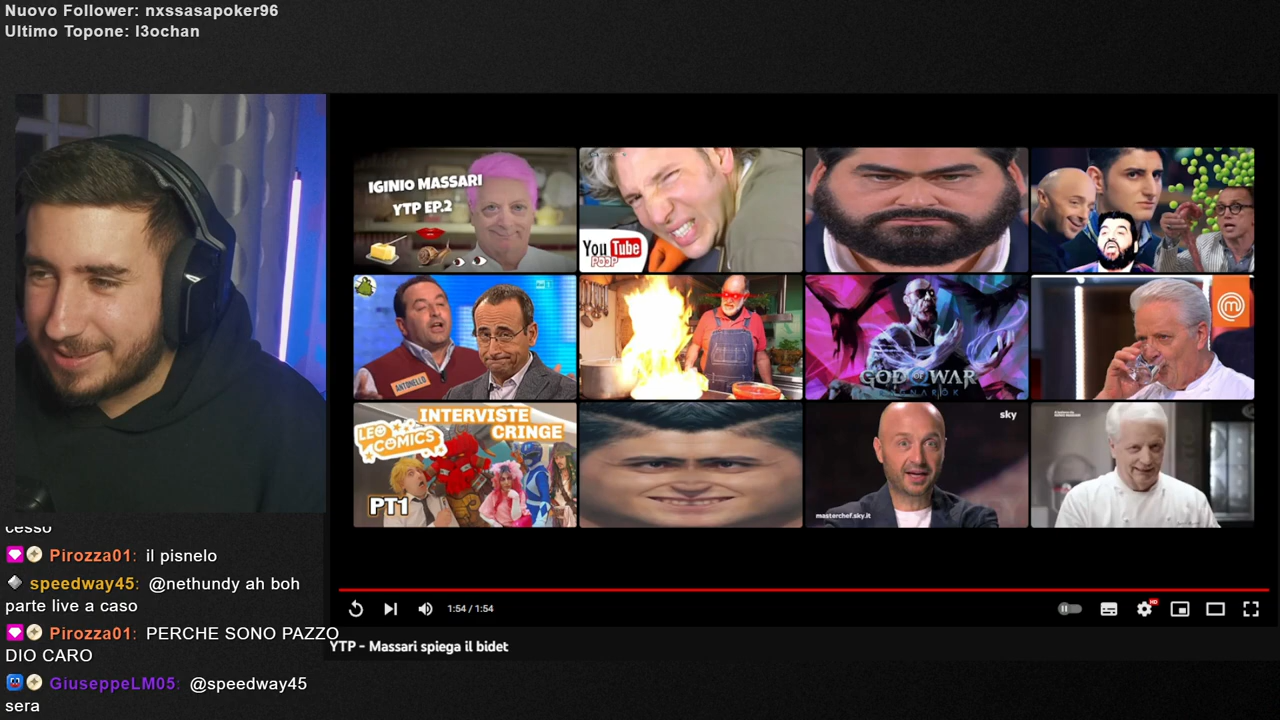 Nuovo Follower: nxssasapoker96
Ultimo Topone: l3ochan
IGINIO MASSARI
YTP EP.2
You Tube
POOP
Rai 1
ANTONELLO
GOD OF WAR
RAGNARÖK
LEO
COMICS
INTERVISTE
CRINGE
PT1
sky
masterchef.sky.it
cesso
Pirozza01: il pisnelo
speedway45: @nethundy ah boh
parte live a caso
Pirozza01: PERCHE SONO PAZZO
DIO CARO
GiuseppeLM05: @speedway45
sera
1:54 / 1:54
HD
YTP - Massari spiega il bidet